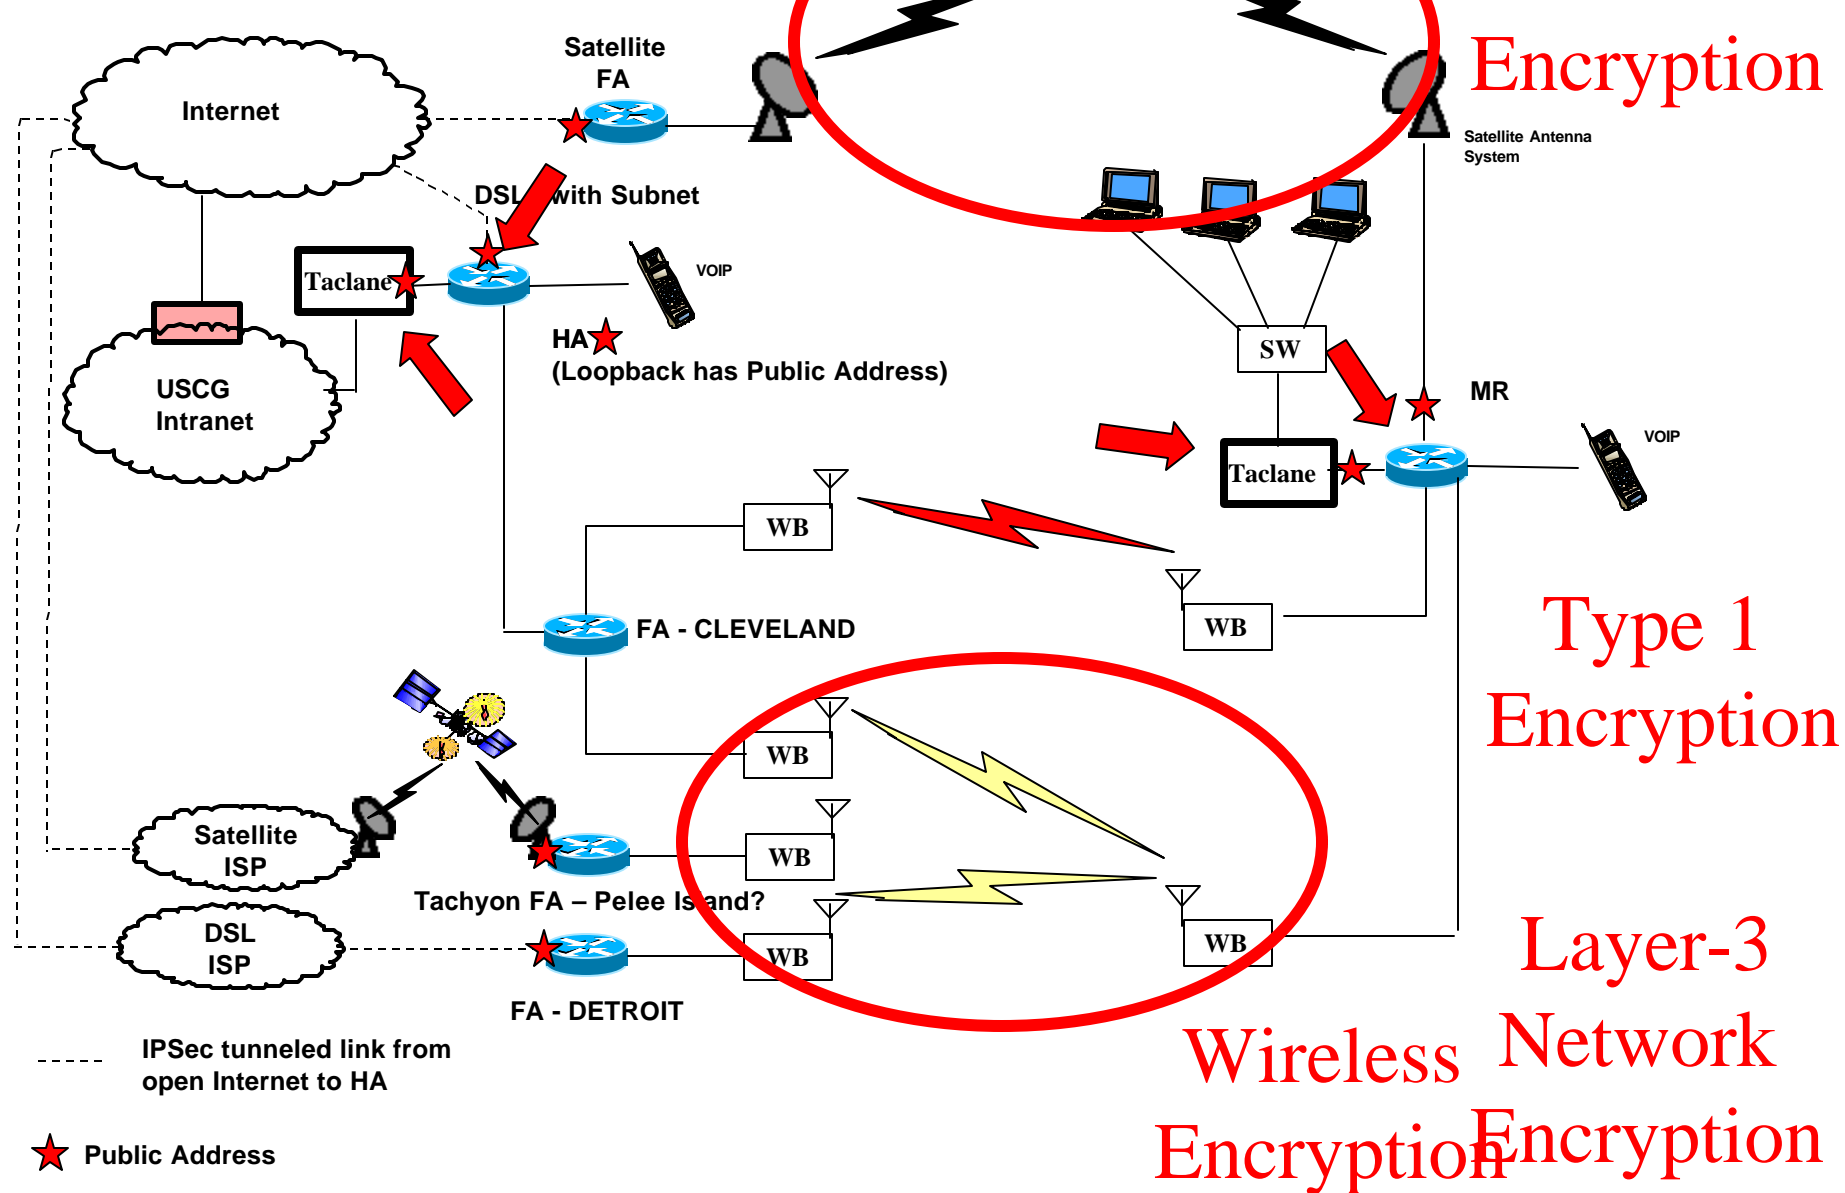 Encryption
Satellite
FA
Internet
Satellite Antenna
System
DSL with Subnet
Taclane
VOIP
HA
(Loopback has Public Address)
SW
MR
USCG
Intranet
VOIP
Taclane
WB
WB
FA - CLEVELAND
Type 1
Encryption
WB
Satellite
ISP
WB
Tachyon FA – Pelee Island?
DSL
ISP
WB
WB
FA - DETROIT
Layer-3
Network
Encryption
Wireless
Encryption
IPSec tunneled link from
open Internet to HA
Public Address